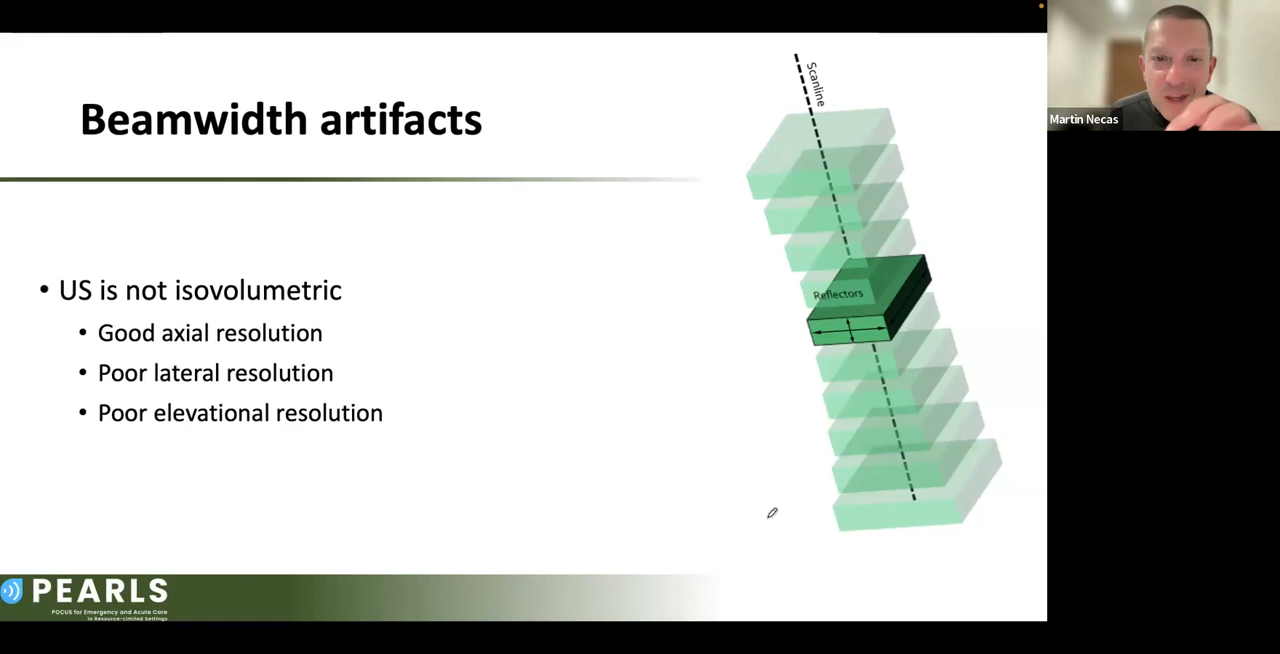 Beamwidth artifacts
• US is not isovolumetric
• Good axial resolution
• Poor lateral resolution
• Poor elevational resolution
Scanline
Reflectors
PEARLS
POCUS for Emergency and Acute Care
in Resource-Limited Settings
Martin Necas